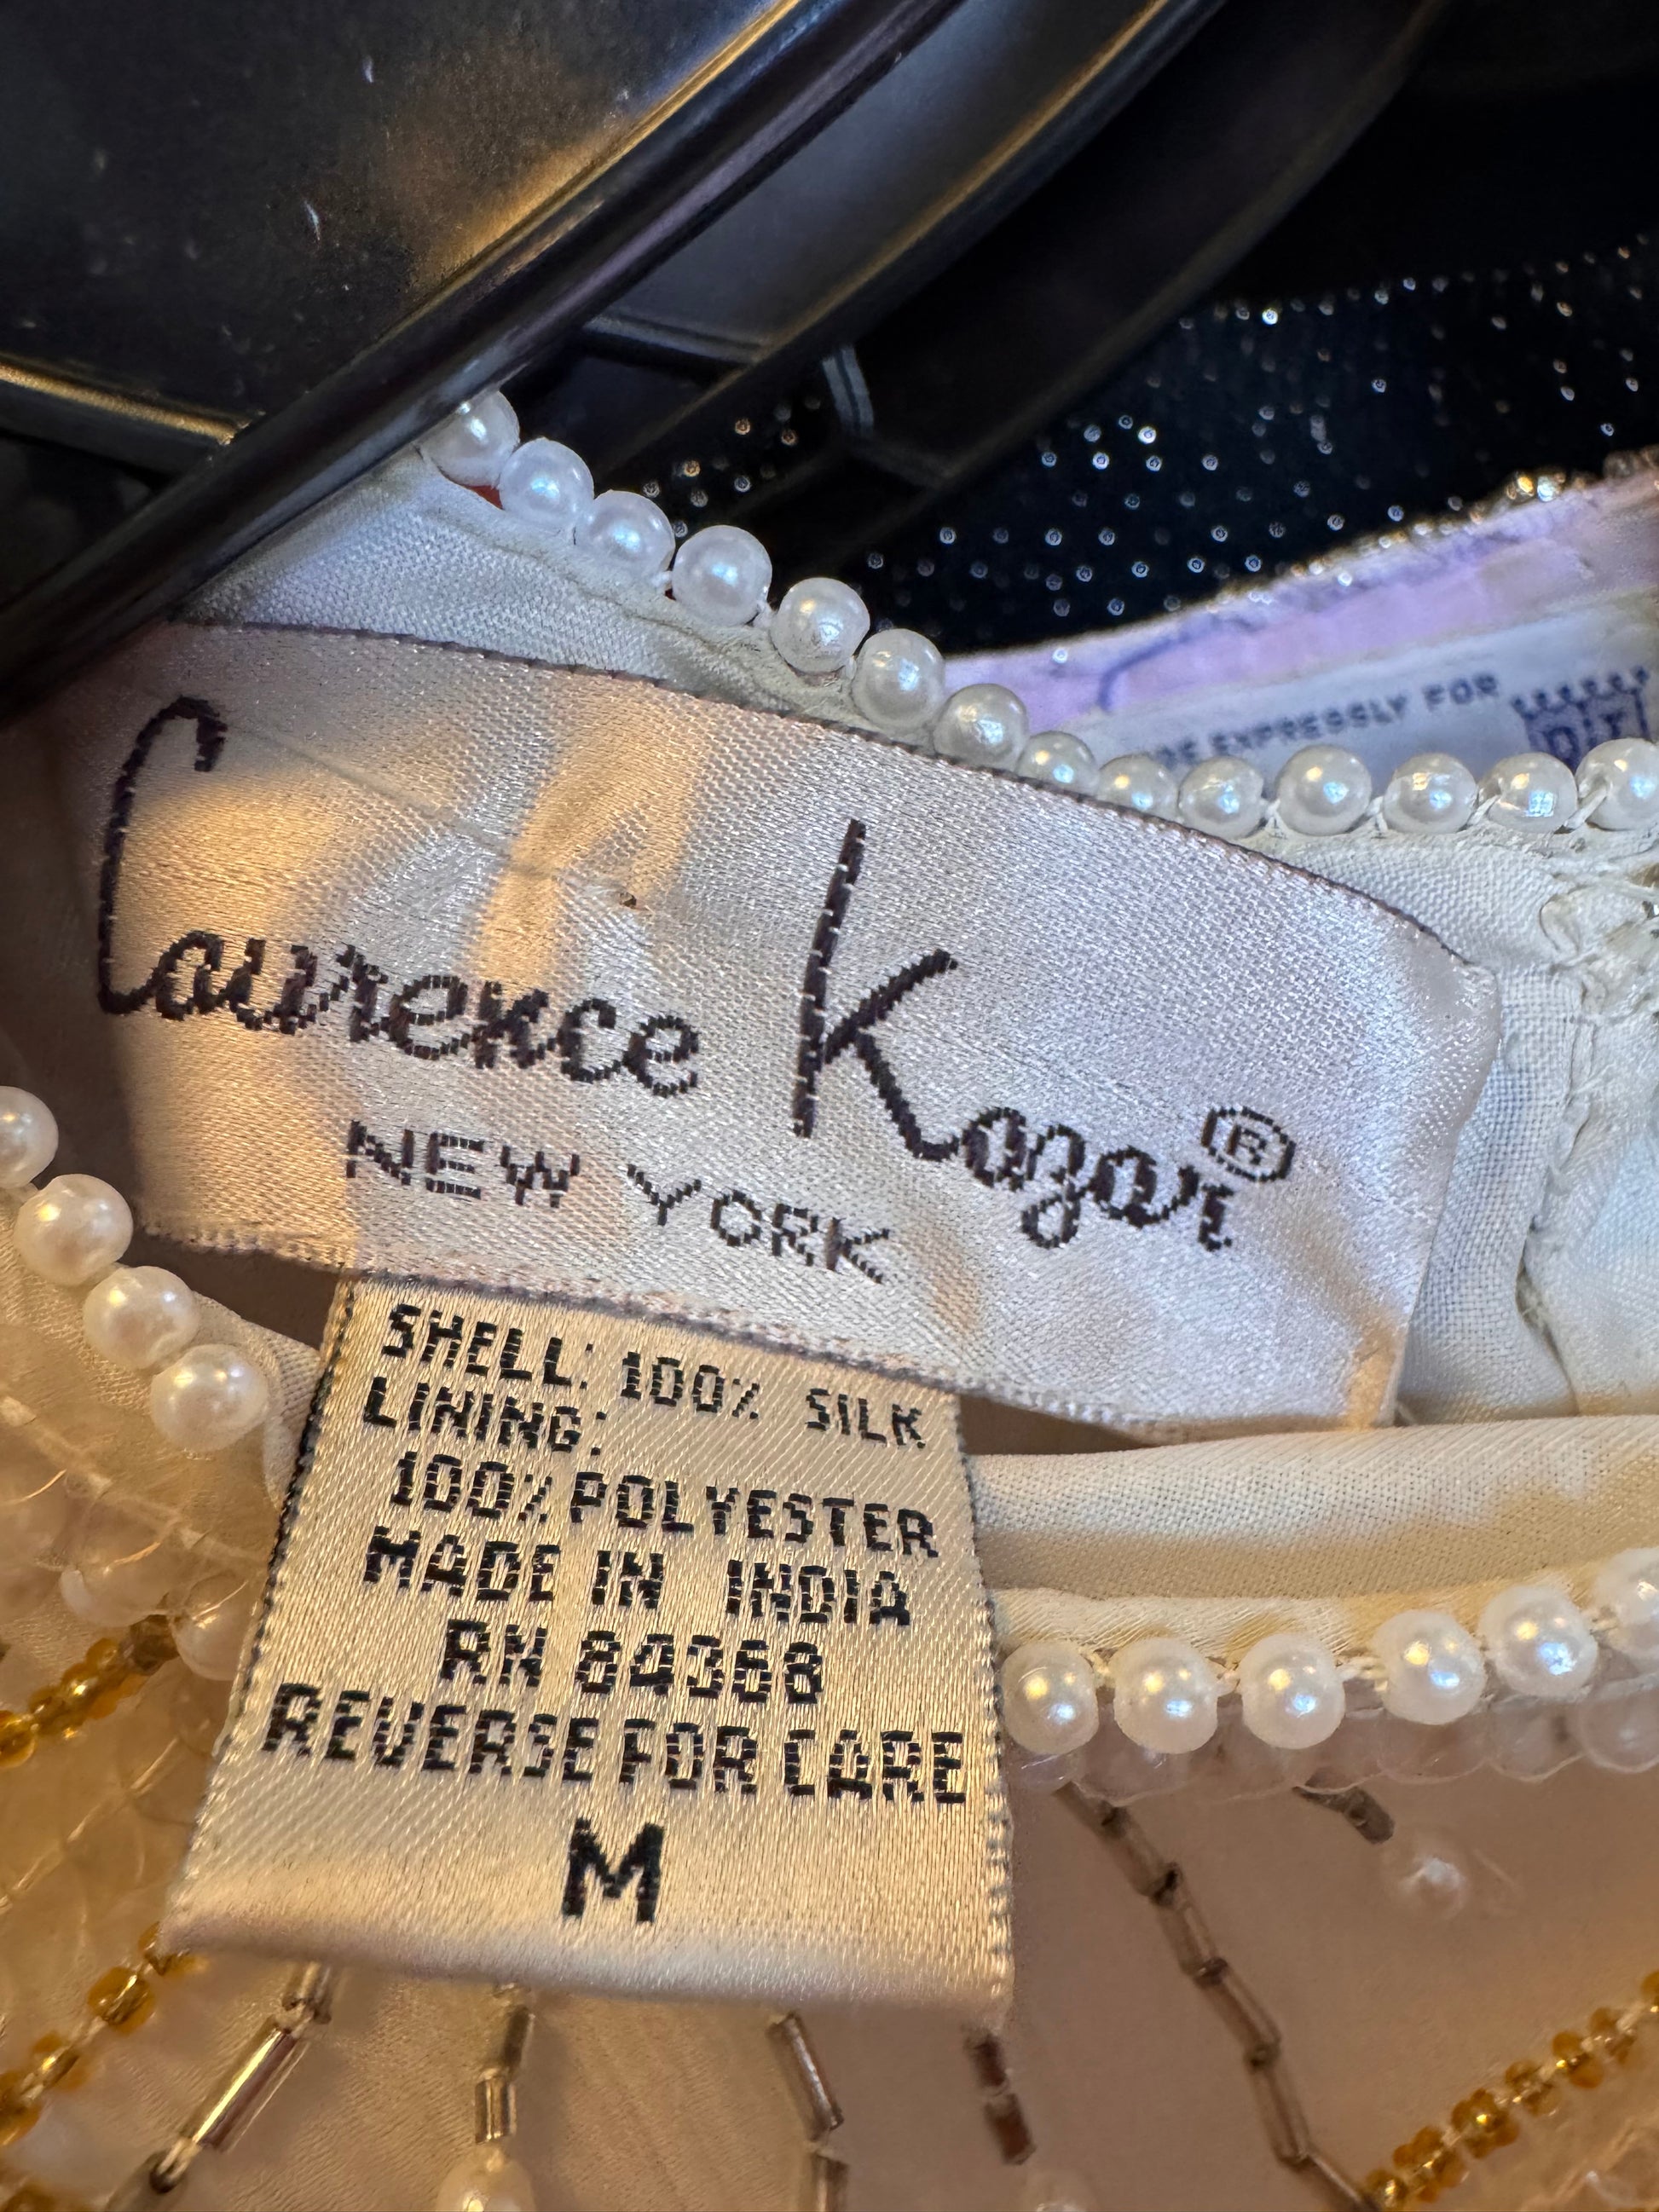 EXPRESSLY FOR
Laurence Kazar®
NEW YORK
SHELL: 100% SILK
LINING:
100% POLYESTER
MADE IN INDIA
RN 84368
REVERSE FOR CARE
M